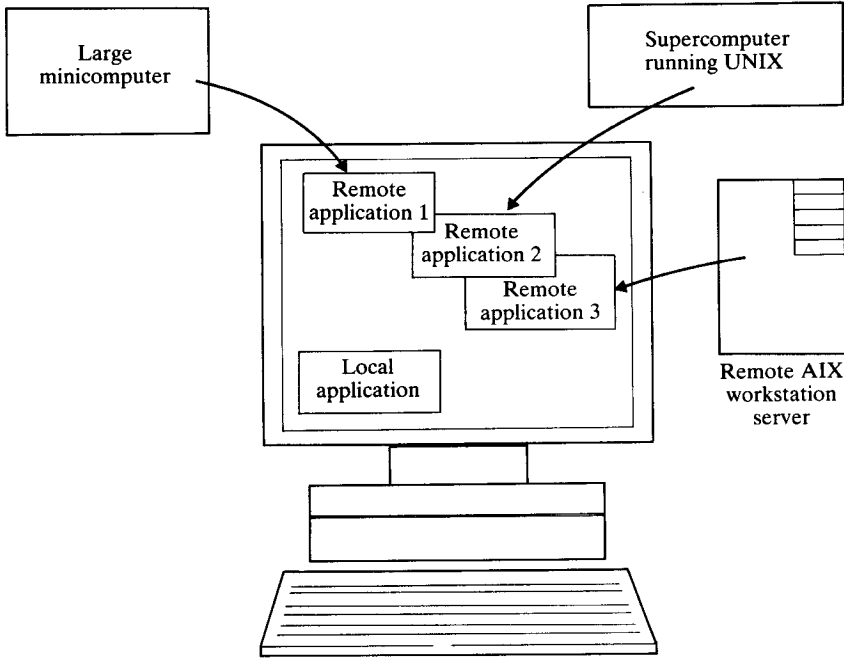 Large
minicomputer
Supercomputer
running UNIX
Remote
application 1
Remote
application 2
Remote
application 3
Local
application
Remote AIX
workstation
server